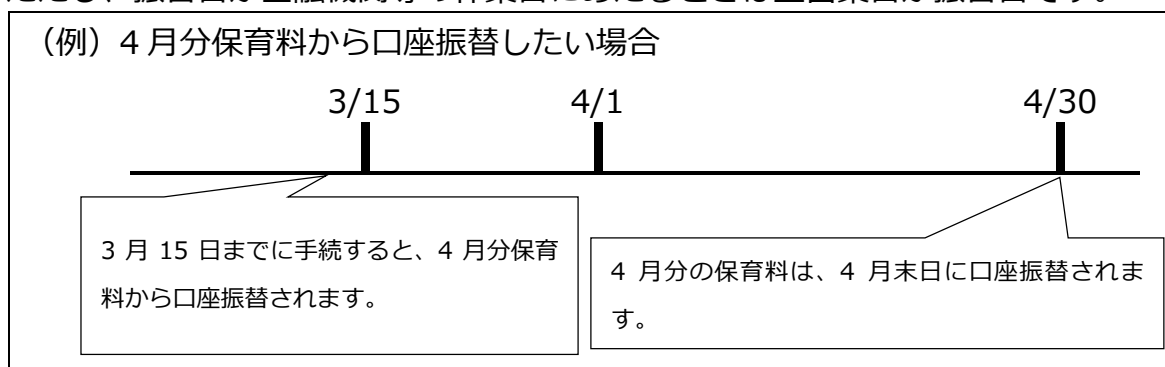 （例）4 月分保育料から口座振替したい場合
3/15 4/1 4/30
3 月 15 日までに手続すると、4 月分保育
料から口座振替されます。
4 月分の保育料は、4 月末日に口座振替されま
す。